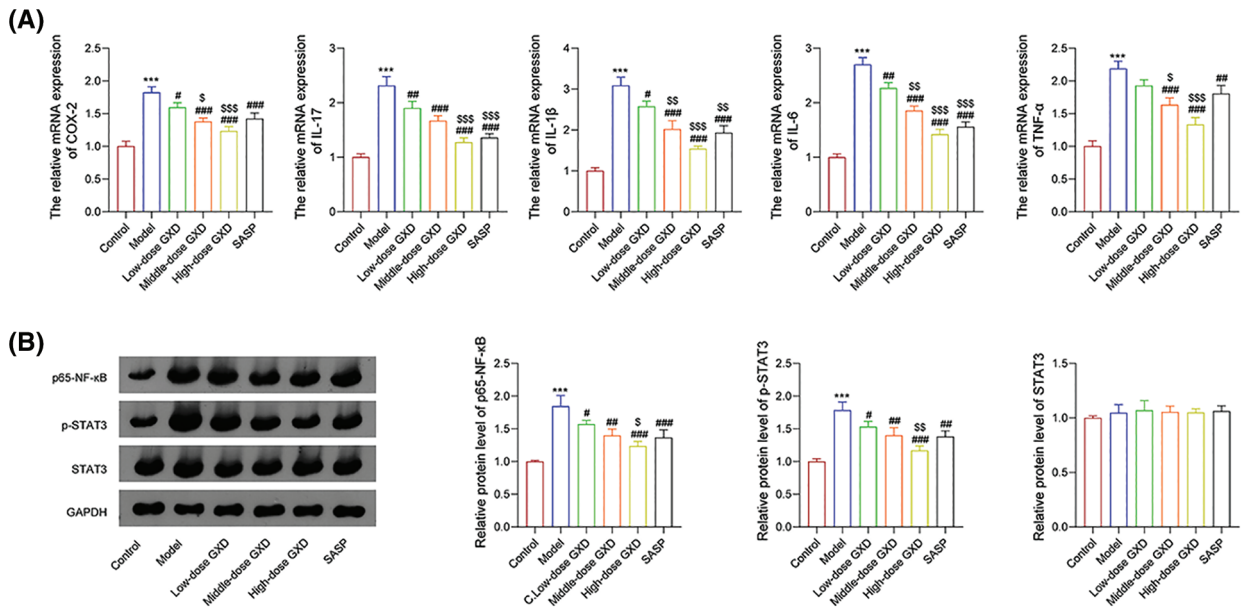 (A)
The relative mRNA expression
of COX-2
2.5
2.0
1.5
1.0
0.5
0.0
***
#
$
###
$$$
###
###
Control
Model
Low-dose GXD
Middle-dose GXD
High-dose GXD
SASP
The relative mRNA expression
of IL-17
3
2
1
0
***
##
###
$$$
###
$$$
###
Control
Model
Low-dose GXD
Middle-dose GXD
High-dose GXD
SASP
The relative mRNA expression
of IL-1β
4
3
2
1
0
***
#
$$
###
$$$
###
$$
###
Control
Model
Low-dose GXD
Middle-dose GXD
High-dose GXD
SASP
The relative mRNA expression
of IL-6
3
2
1
0
***
##
$$
###
$$$
###
$$$
###
Control
Model
Low-dose GXD
Middle-dose GXD
High-dose GXD
SASP
The relative mRNA expression
of TNF-α
2.5
2.0
1.5
1.0
0.5
0.0
***
$
###
$$$
###
##
Control
Model
Low-dose GXD
Middle-dose GXD
High-dose GXD
SASP
(B)
p65-NF-κB
p-STAT3
STAT3
GAPDH
Control
Model
Low-dose GXD
Middle-dose GXD
High-dose GXD
SASP
Relative protein level of p65-NF-κB
2.5
2.0
1.5
1.0
0.5
0.0
***
#
##
$
###
###
Control
Model
C.Low-dose GXD
Middle-dose GXD
High-dose GXD
SASP
Relative protein level of p-STAT3
2.5
2.0
1.5
1.0
0.5
0.0
***
#
##
$$
###
##
Control
Model
Low-dose GXD
Middle-dose GXD
High-dose GXD
SASP
Relative protein level of STAT3
1.5
1.0
0.5
0.0
Control
Model
Low-dose GXD
Middle-dose GXD
High-dose GXD
SASP